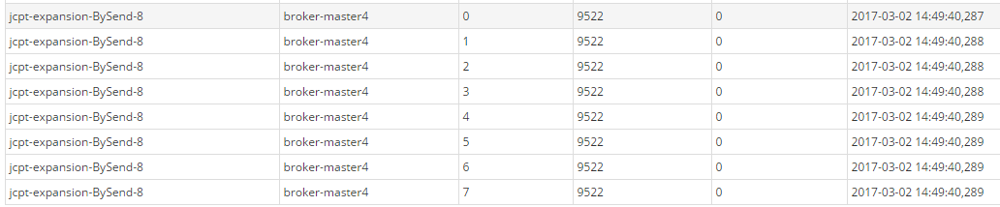 jcpt-expansion-BySend-8 broker-master4 0 9522 0 2017-03-02 14:49:40,287
jcpt-expansion-BySend-8 broker-master4 1 9522 0 2017-03-02 14:49:40,288
jcpt-expansion-BySend-8 broker-master4 2 9522 0 2017-03-02 14:49:40,288
jcpt-expansion-BySend-8 broker-master4 3 9522 0 2017-03-02 14:49:40,288
jcpt-expansion-BySend-8 broker-master4 4 9522 0 2017-03-02 14:49:40,289
jcpt-expansion-BySend-8 broker-master4 5 9522 0 2017-03-02 14:49:40,289
jcpt-expansion-BySend-8 broker-master4 6 9522 0 2017-03-02 14:49:40,289
jcpt-expansion-BySend-8 broker-master4 7 9522 0 2017-03-02 14:49:40,289